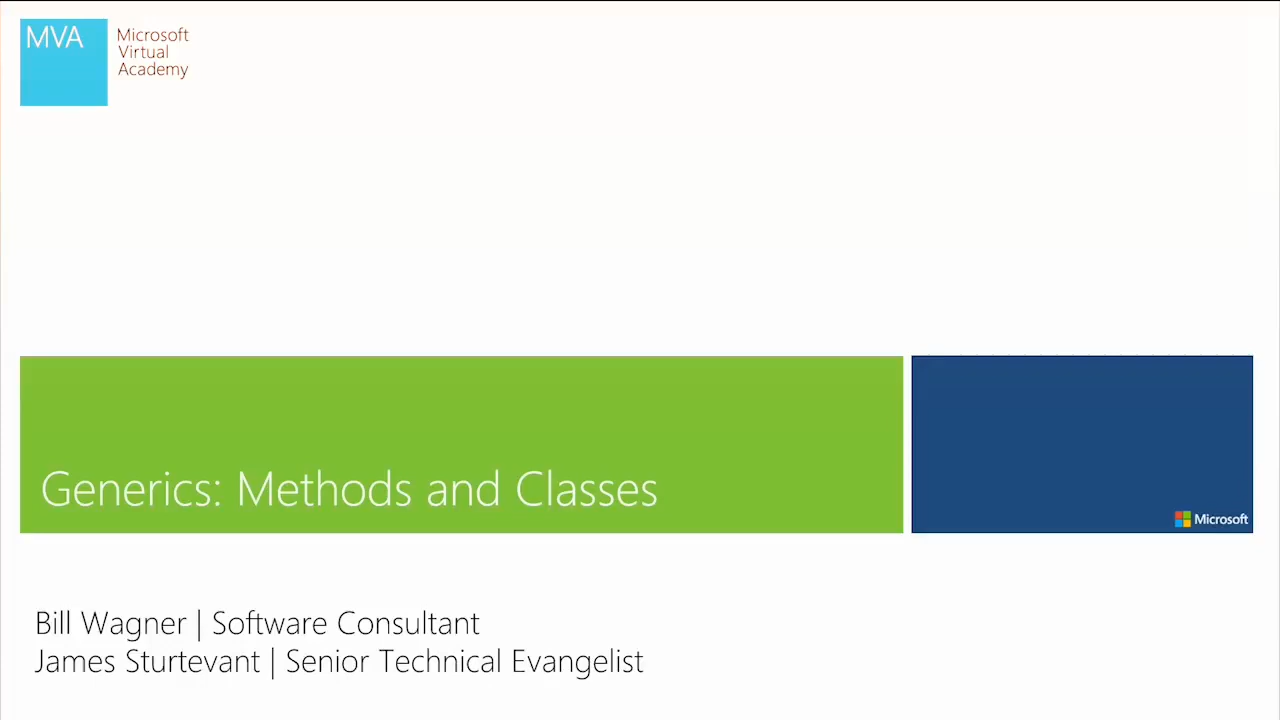 MVA
Microsoft
Virtual
Academy
Generics: Methods and Classes
Microsoft
Bill Wagner | Software Consultant
James Sturtevant | Senior Technical Evangelist